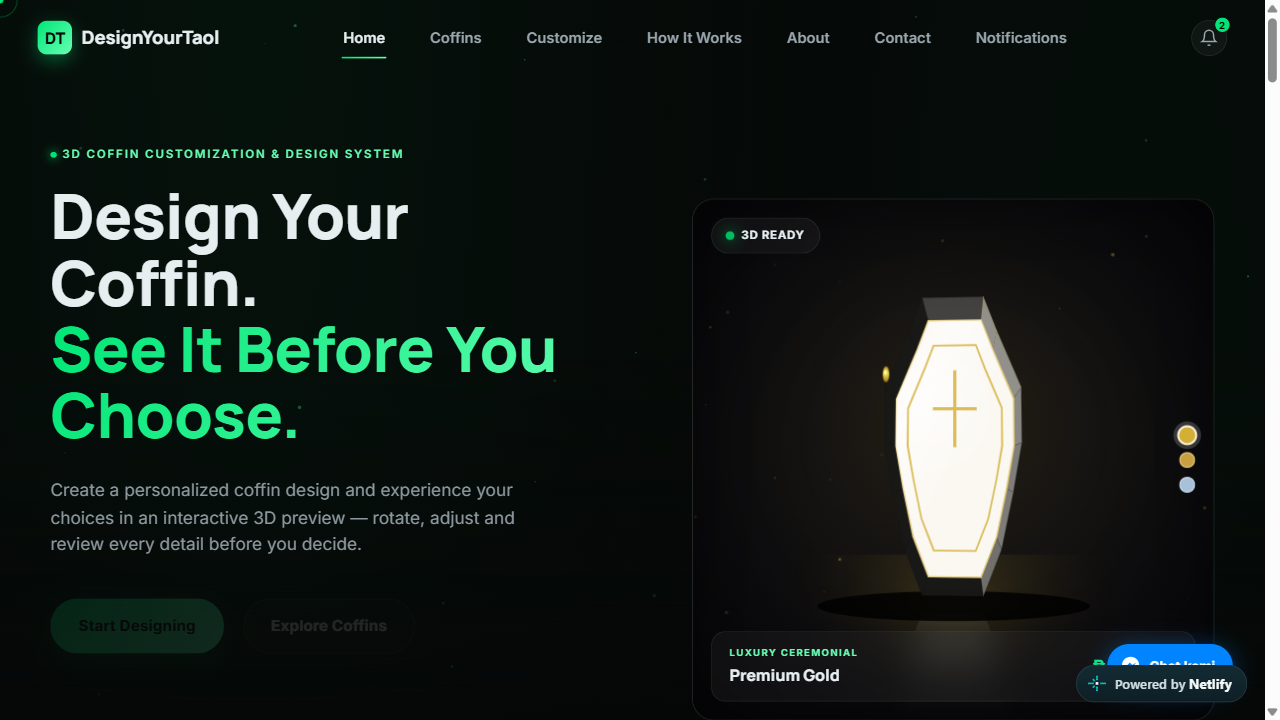 DT DesignYourTaol
Home Coffins Customize How It Works About Contact Notifications
2
3D COFFIN CUSTOMIZATION & DESIGN SYSTEM
Design Your
Coffin.
See It Before You
Choose.
Create a personalized coffin design and experience your
choices in an interactive 3D preview — rotate, adjust and
review every detail before you decide.
Start Designing
Explore Coffins
3D READY
LUXURY CEREMONIAL
Premium Gold
Chat kami
Powered by Netlify